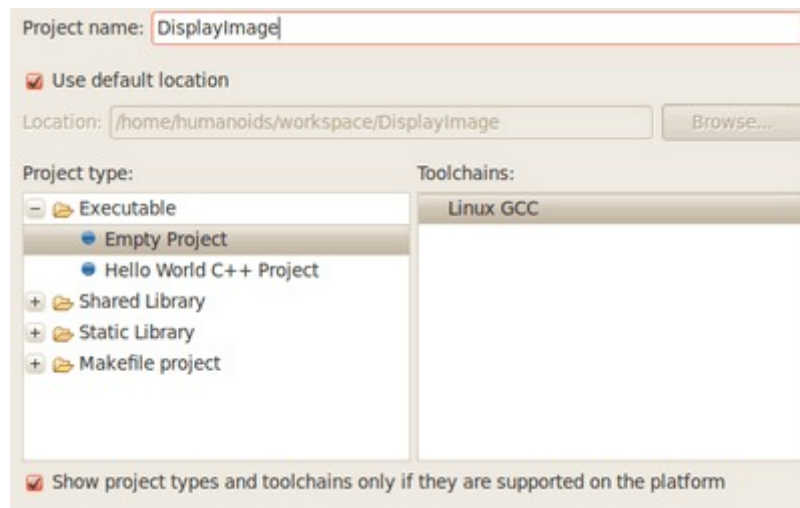 Project name: DisplayImage
Use default location
Location: /home/humanoids/workspace/DisplayImage Browse...
Project type: Toolchains:
Executable Linux GCC
Empty Project
Hello World C++ Project
Shared Library
Static Library
Makefile project
Show project types and toolchains only if they are supported on the platform